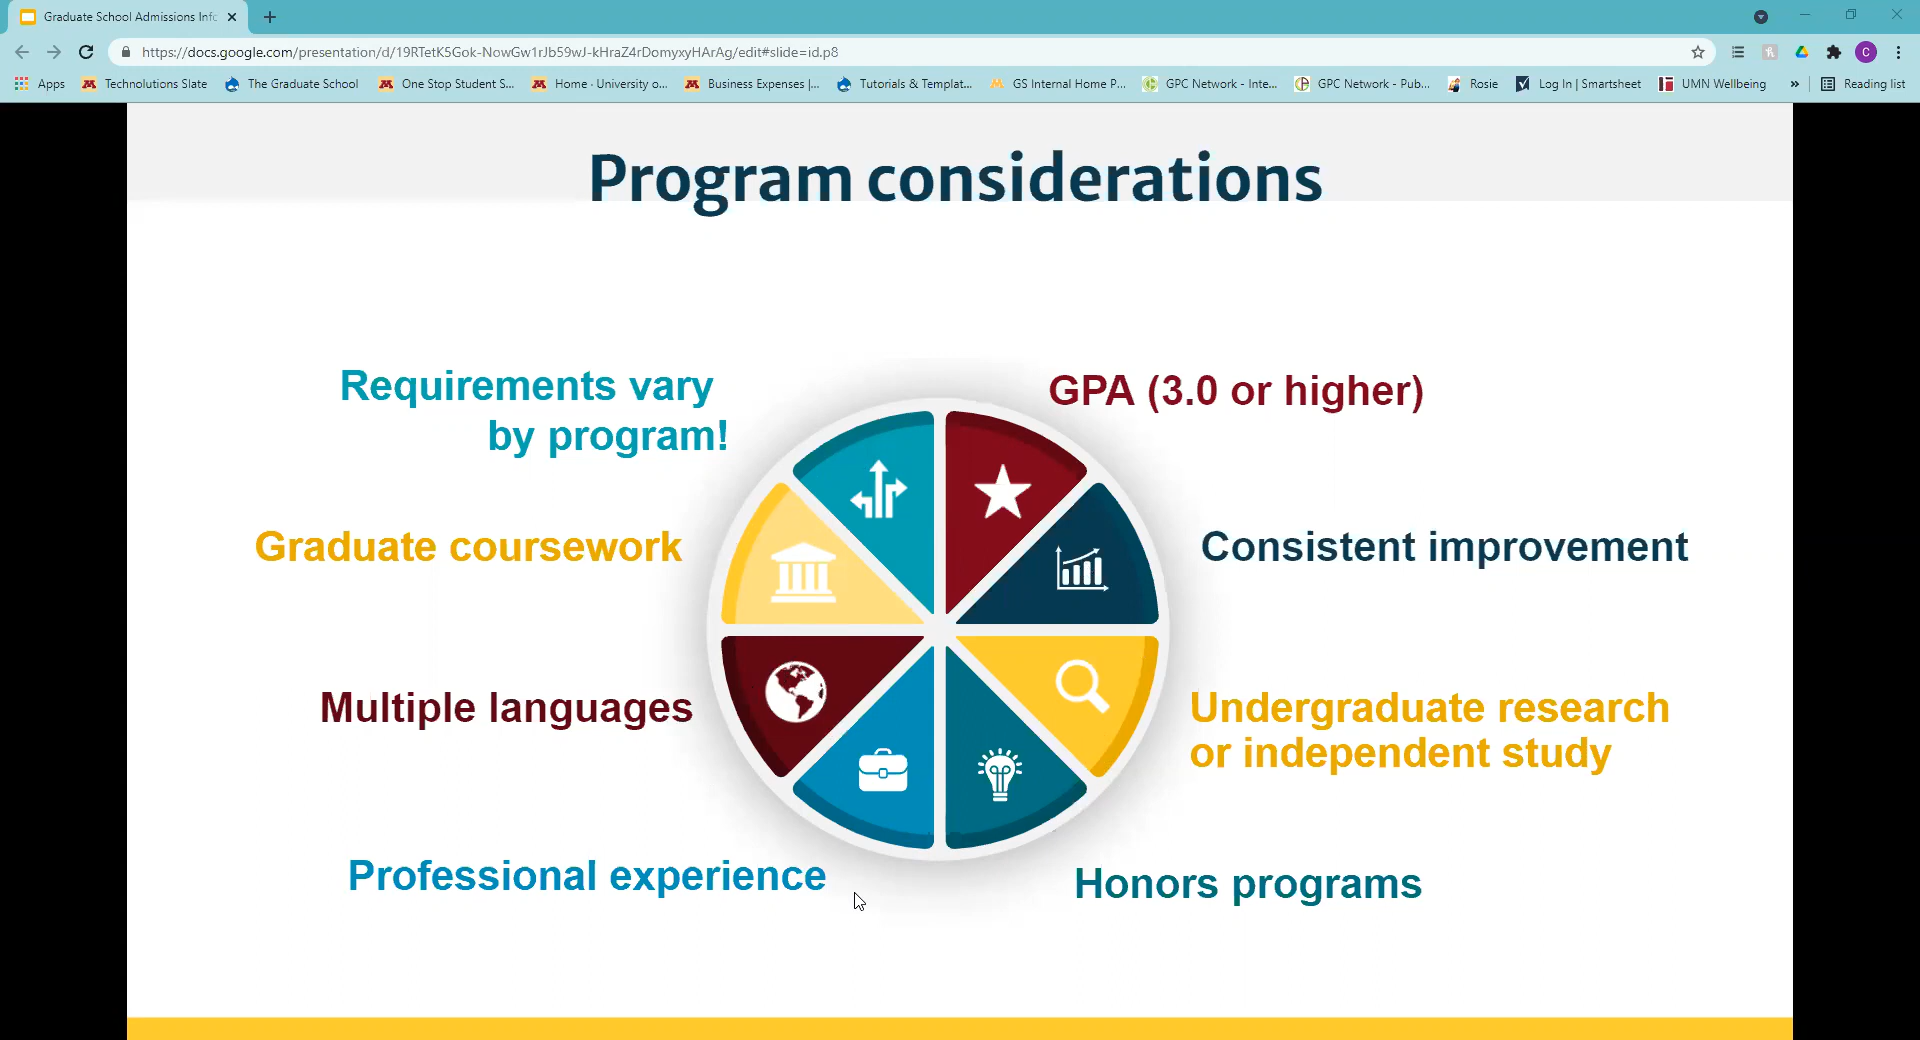 Graduate School Admissions Info
https://docs.google.com/presentation/d/19RTetK5Gok-NowGw1rJb59wJ-kHraZ4rDomyxyHArAg/edit#slide=id.p8
C
Apps
Technolutions Slate
The Graduate School
One Stop Student S...
Home · University o...
Business Expenses |...
Tutorials & Templat...
GS Internal Home P...
GPC Network - Inte...
GPC Network - Pub...
Rosie
Log In | Smartsheet
UMN Wellbeing
»
Reading list
Program considerations
Requirements vary
by program!
GPA (3.0 or higher)
Graduate coursework
Consistent improvement
Multiple languages
Undergraduate research
or independent study
Professional experience
Honors programs